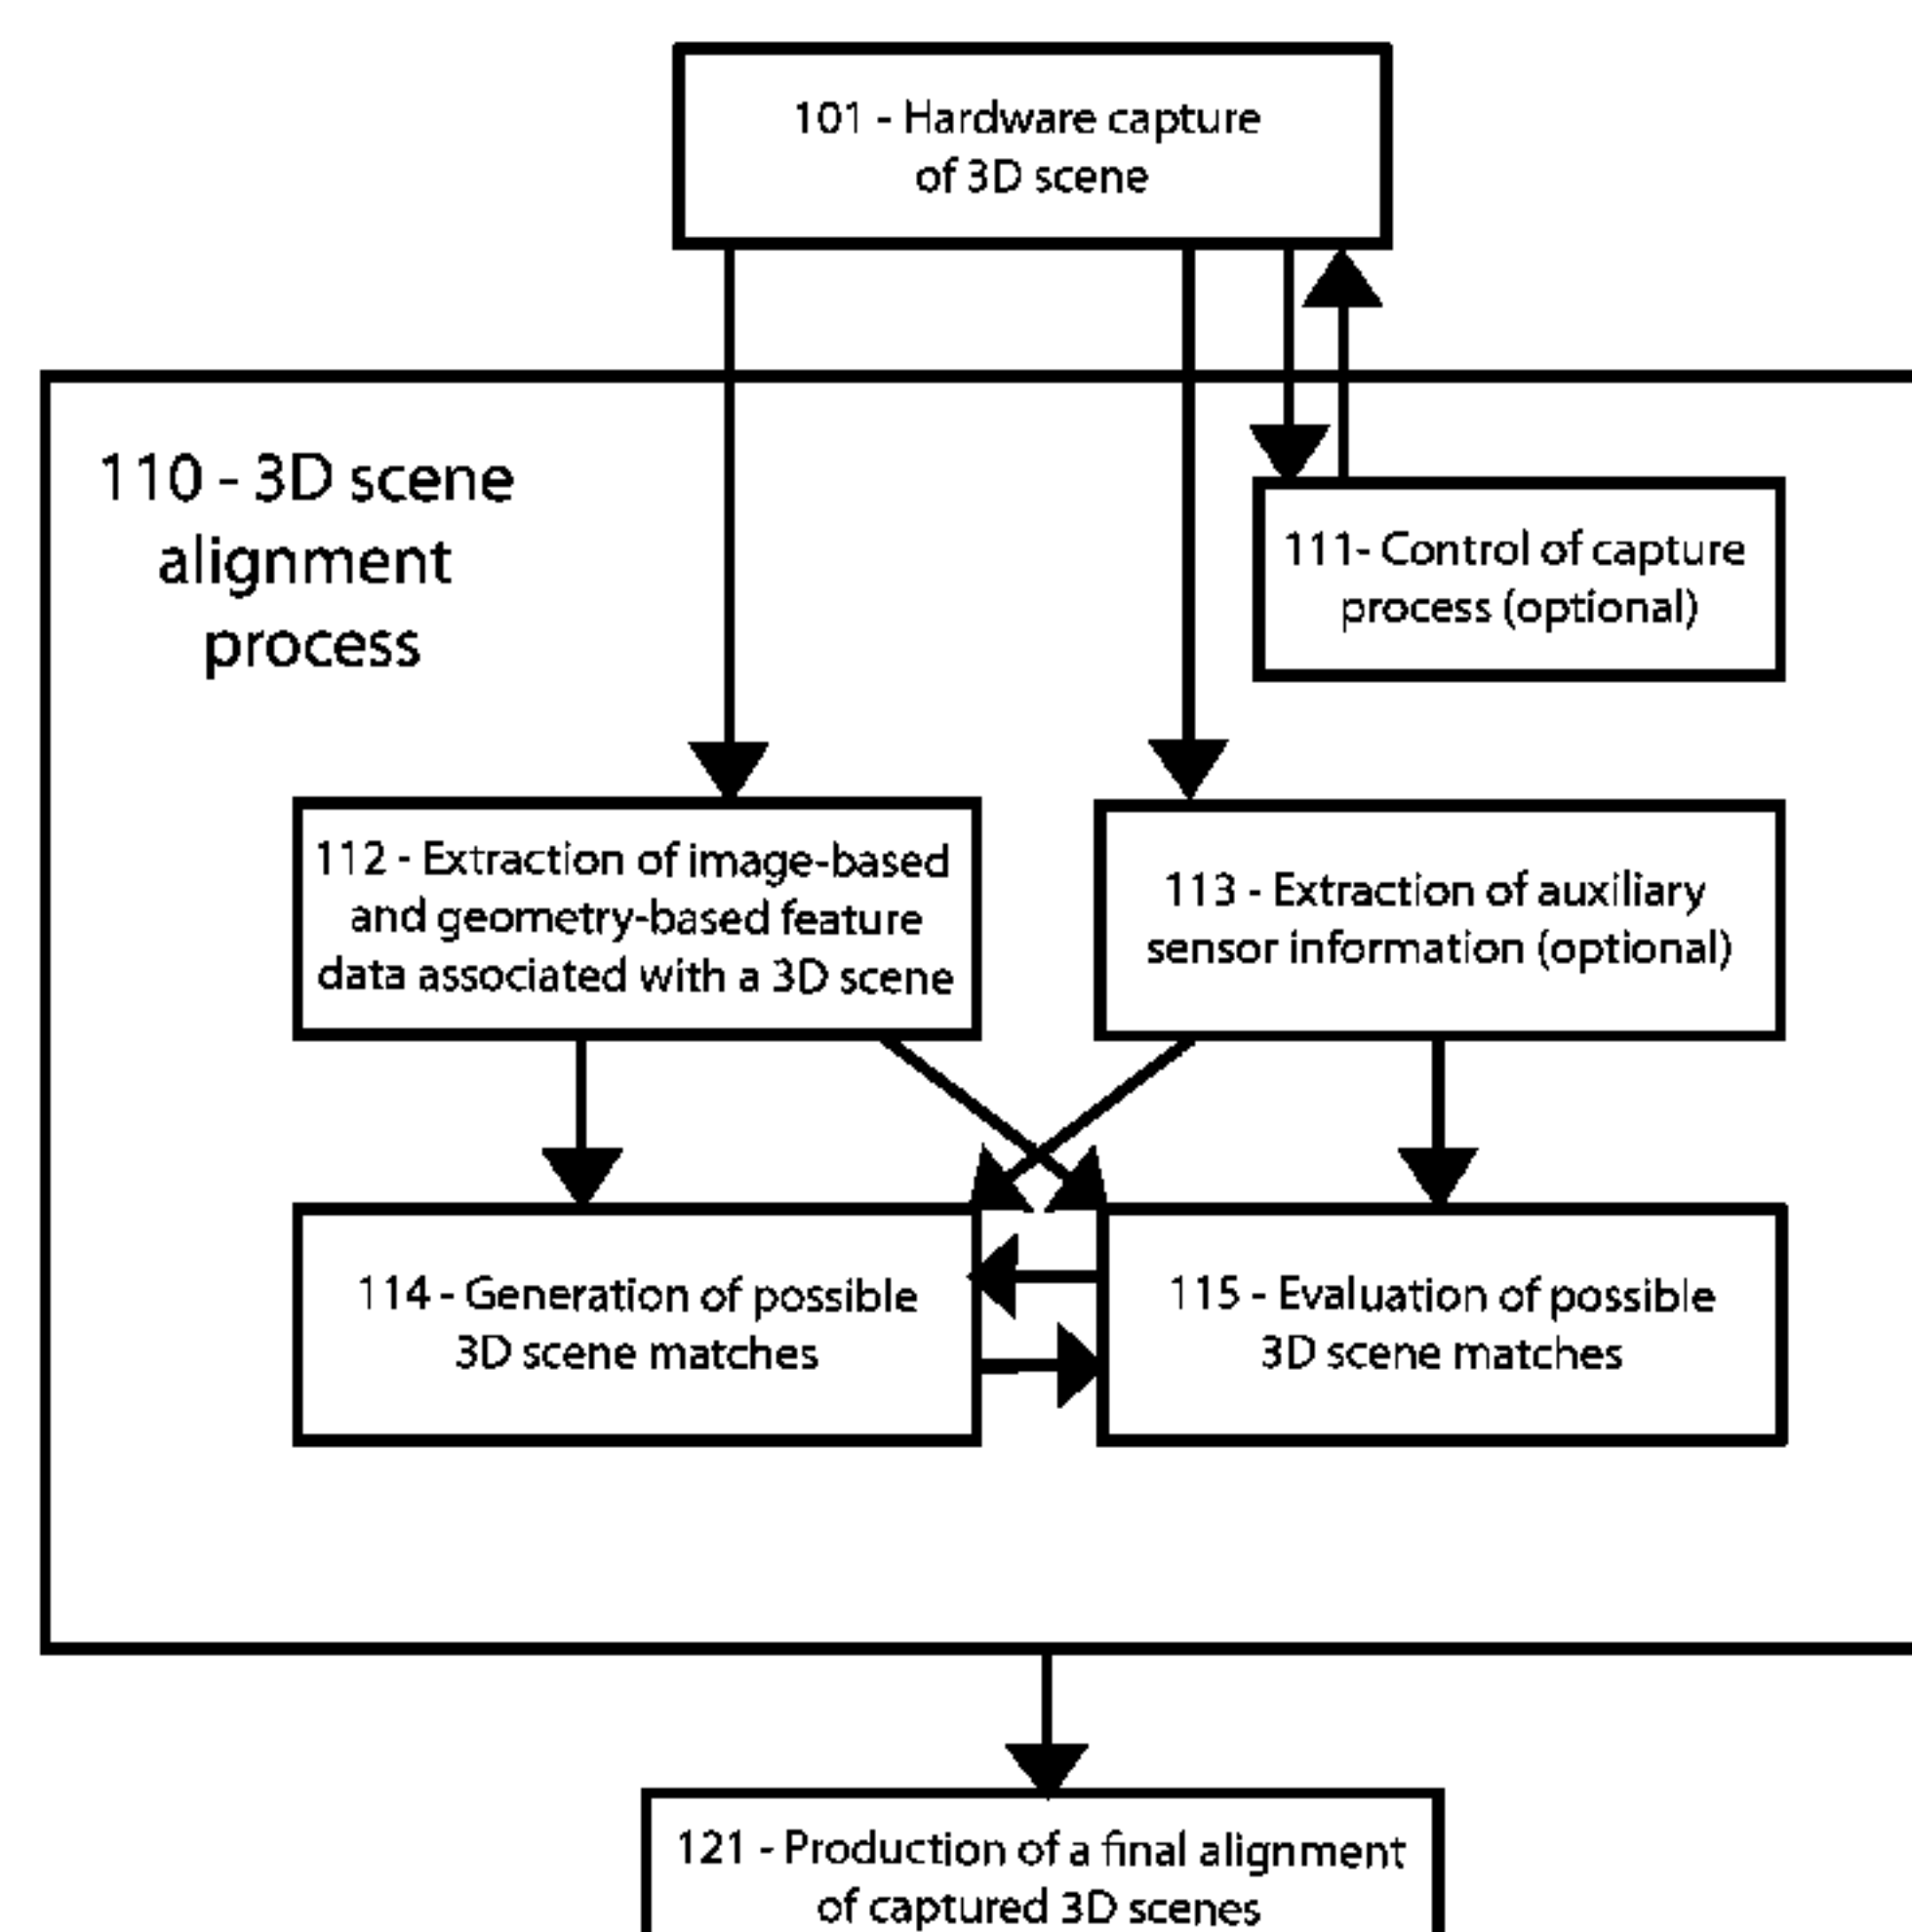 101 - Hardware capture
of 3D scene
110 - 3D scene
alignment
process
111- Control of capture
process (optional)
112 - Extraction of image-based
and geometry-based feature
data associated with a 3D scene
113 - Extraction of auxiliary
sensor information (optional)
114 - Generation of possible
3D scene matches
115 - Evaluation of possible
3D scene matches
121 - Production of a final alignment
of captured 3D scenes